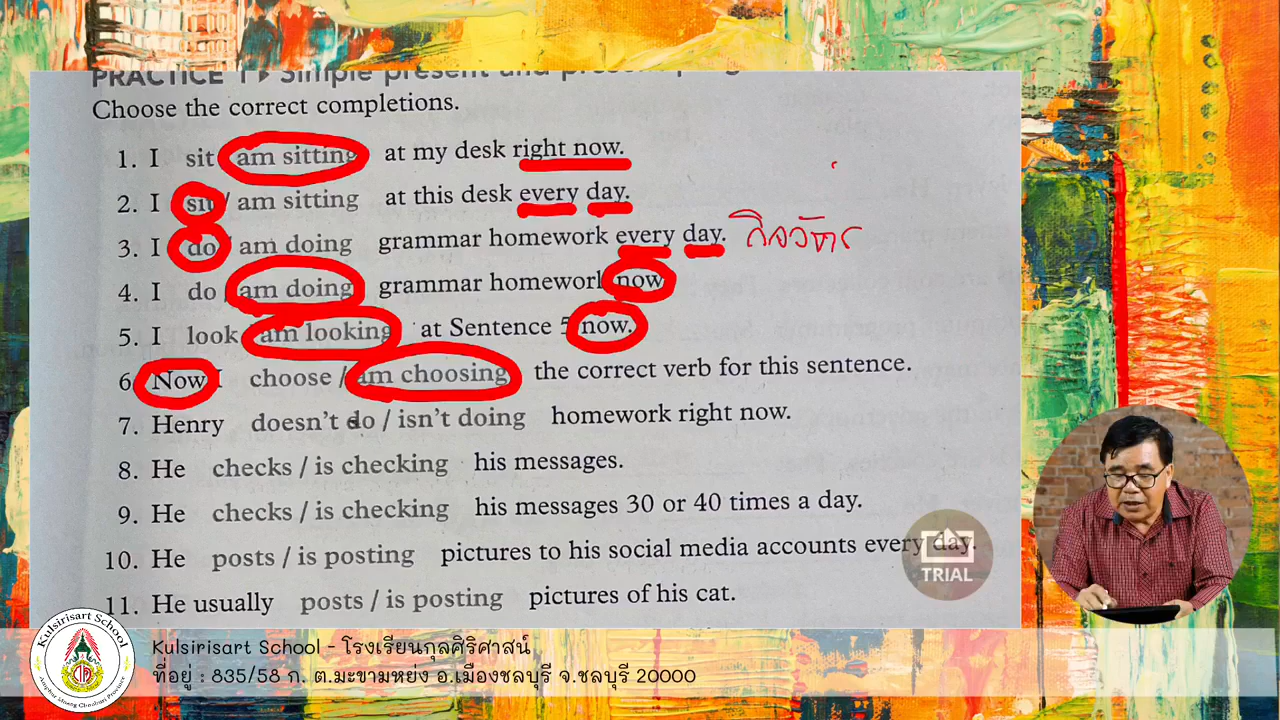 PRACTICE 1 ▸ Simple present and present
Choose the correct completions.
1. I sit am sitting at my desk right now.
2. I sit / am sitting at this desk every day.
3. I do / am doing grammar homework every day. กิจวัตร
4. I do / am doing grammar homework now
5. I look am looking at Sentence 5 now.
6 Now I choose / am choosing the correct verb for this sentence.
7. Henry doesn't do / isn't doing homework right now.
8. He checks / is checking his messages.
9. He checks / is checking his messages 30 or 40 times a day.
10. He posts / is posting pictures to his social media accounts every day.
11. He usually posts / is posting pictures of his cat.
TRIAL
Kulsirisart School
Kulsirisart School - โรงเรียนกุลศิริศาสน์
ที่อยู่ : 835/58 ก. ต.มะขามหย่ง อ.เมืองชลบุรี จ.ชลบุรี 20000